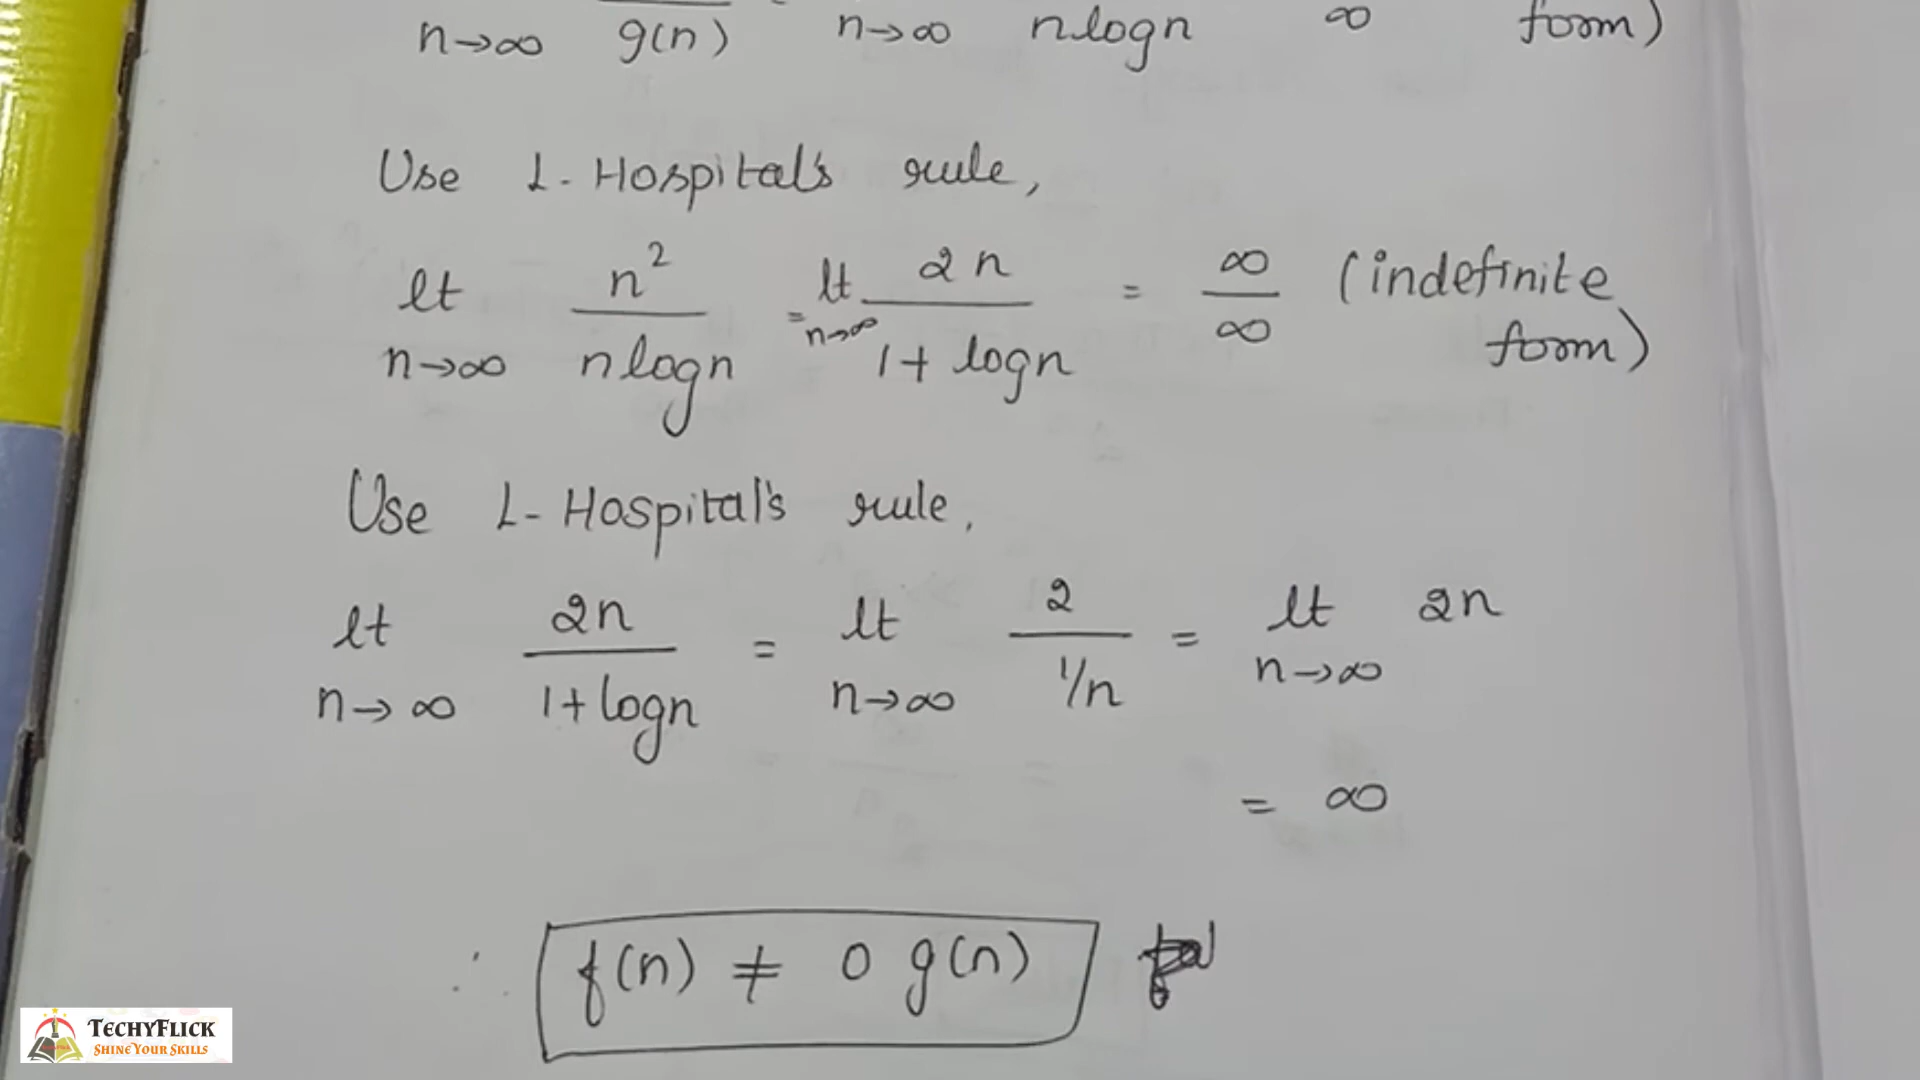 n→∞ g(n) n→∞ nlogn ∞ form)
Use L-Hospital's rule,
lt n→∞ n²/nlogn = lt n→∞ 2n/1+logn = ∞/∞ (indefinite form)
Use L-Hospital's rule,
lt n→∞ 2n/1+logn = lt n→∞ 2/1/n = lt n→∞ 2n
= ∞
∴ f(n) ≠ o g(n)
TECHYFLICK
SHINE YOUR SKILLS